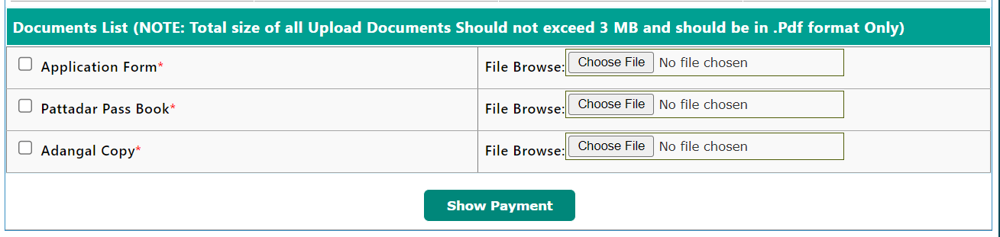 Documents List (NOTE: Total size of all Upload Documents Should not exceed 3 MB and should be in .Pdf format Only)
Application Form* File Browse: Choose File No file chosen
Pattadar Pass Book* File Browse: Choose File No file chosen
Adangal Copy* File Browse: Choose File No file chosen
Show Payment